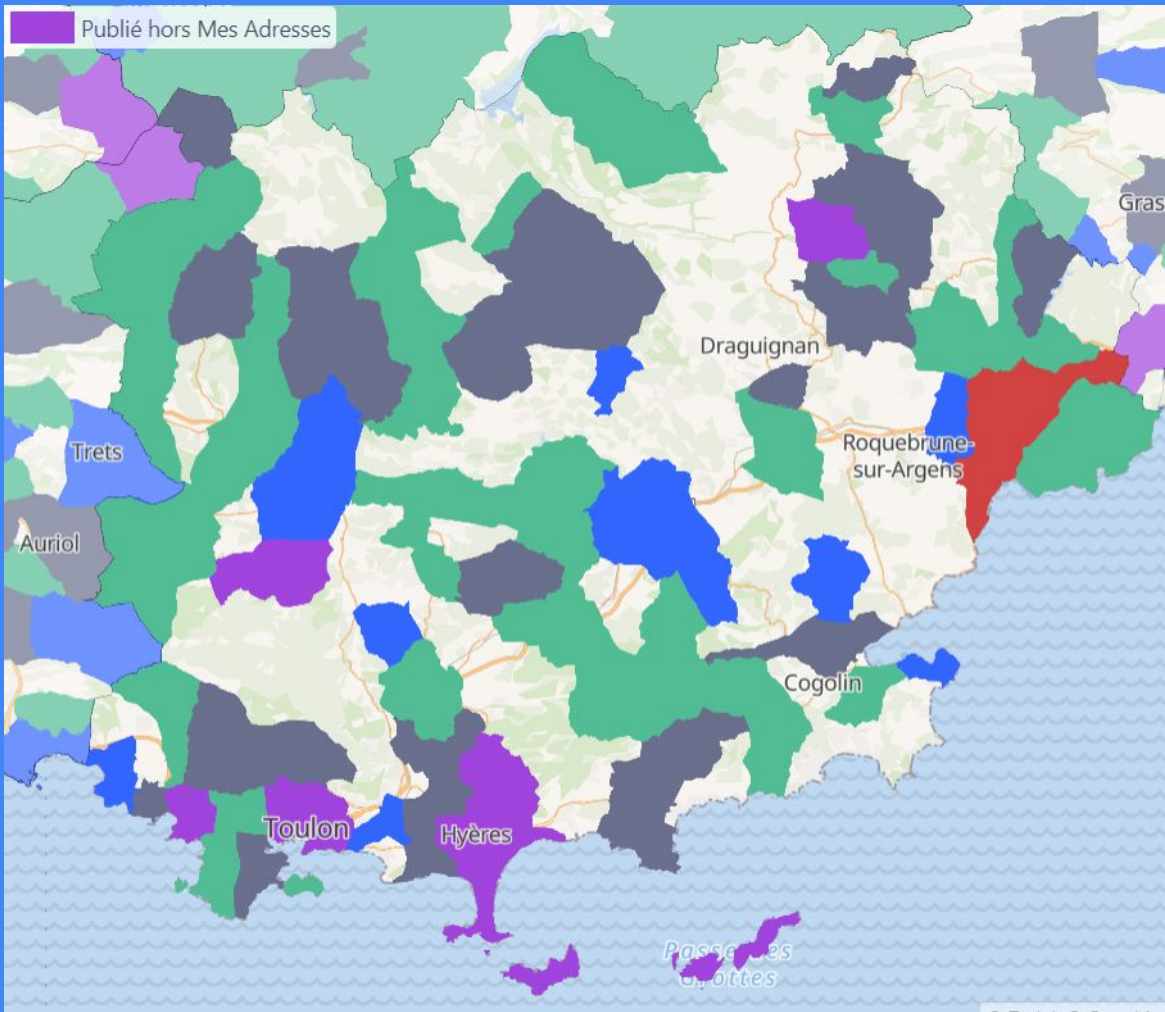 Publié hors Mes Adresses
Gras
Draguignan
Trets
Roquebrune-
sur-Argens
Auriol
Cogolin
Toulon
Hyères